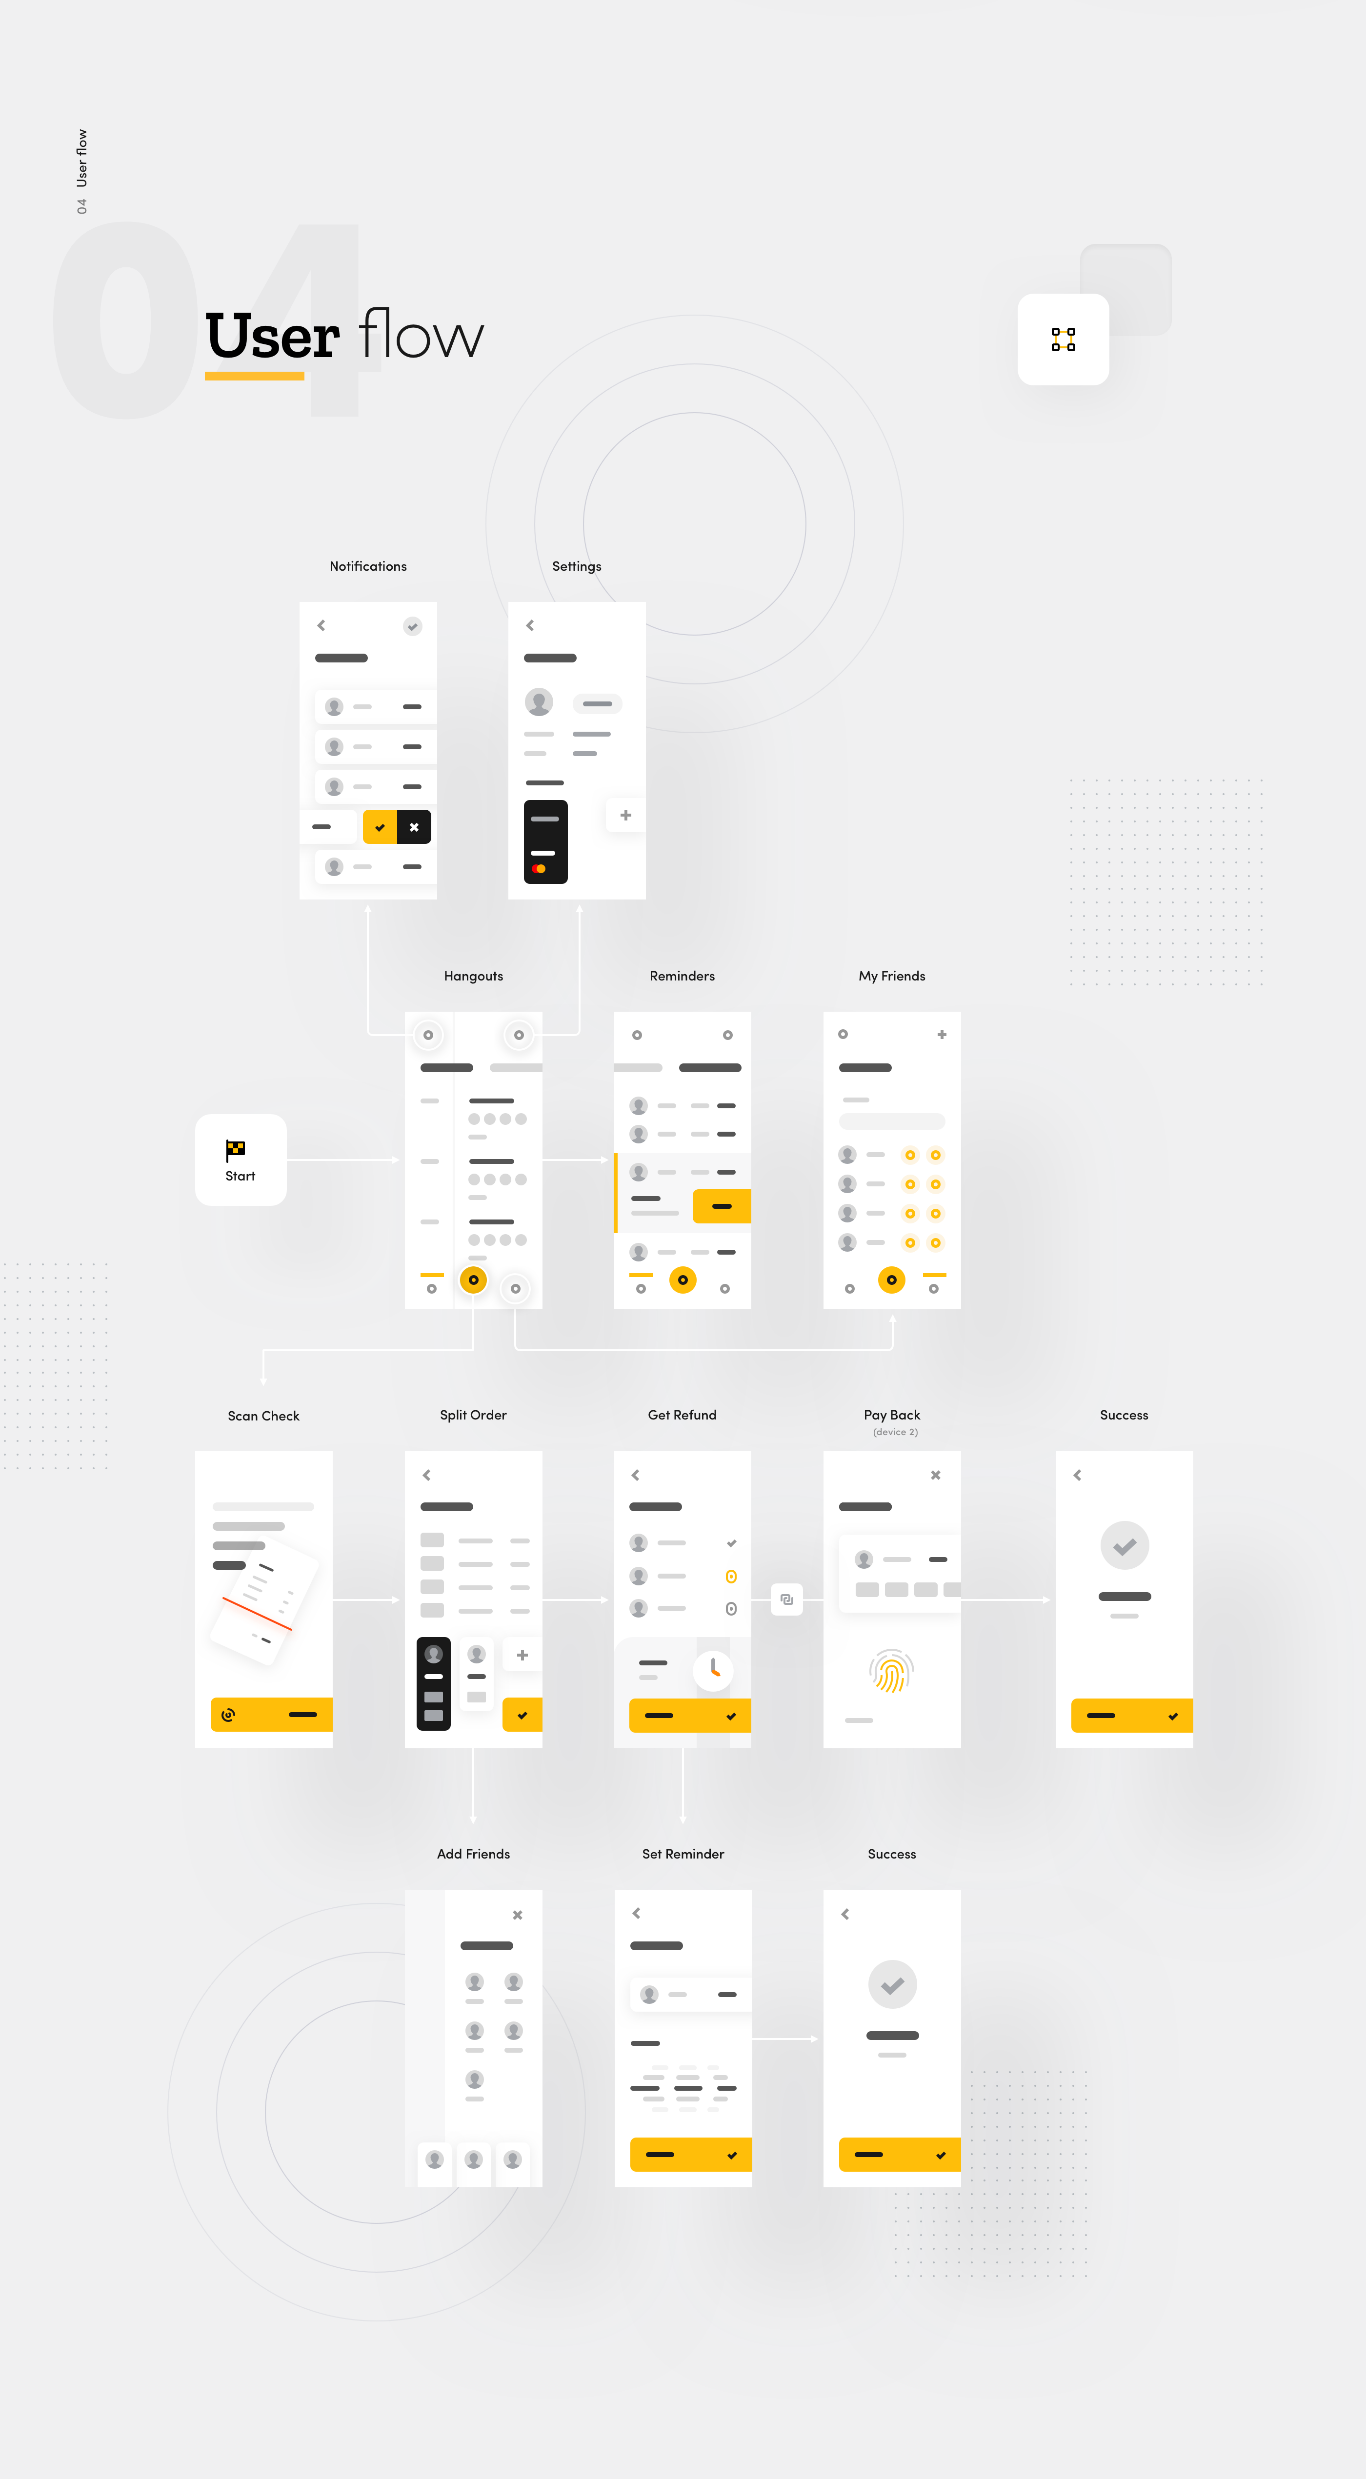 04 User flow
04
User flow
Notifications
Settings
Hangouts
Reminders
My Friends
Start
Scan Check
Split Order
Get Refund
Pay Back
(device 2)
Success
Add Friends
Set Reminder
Success